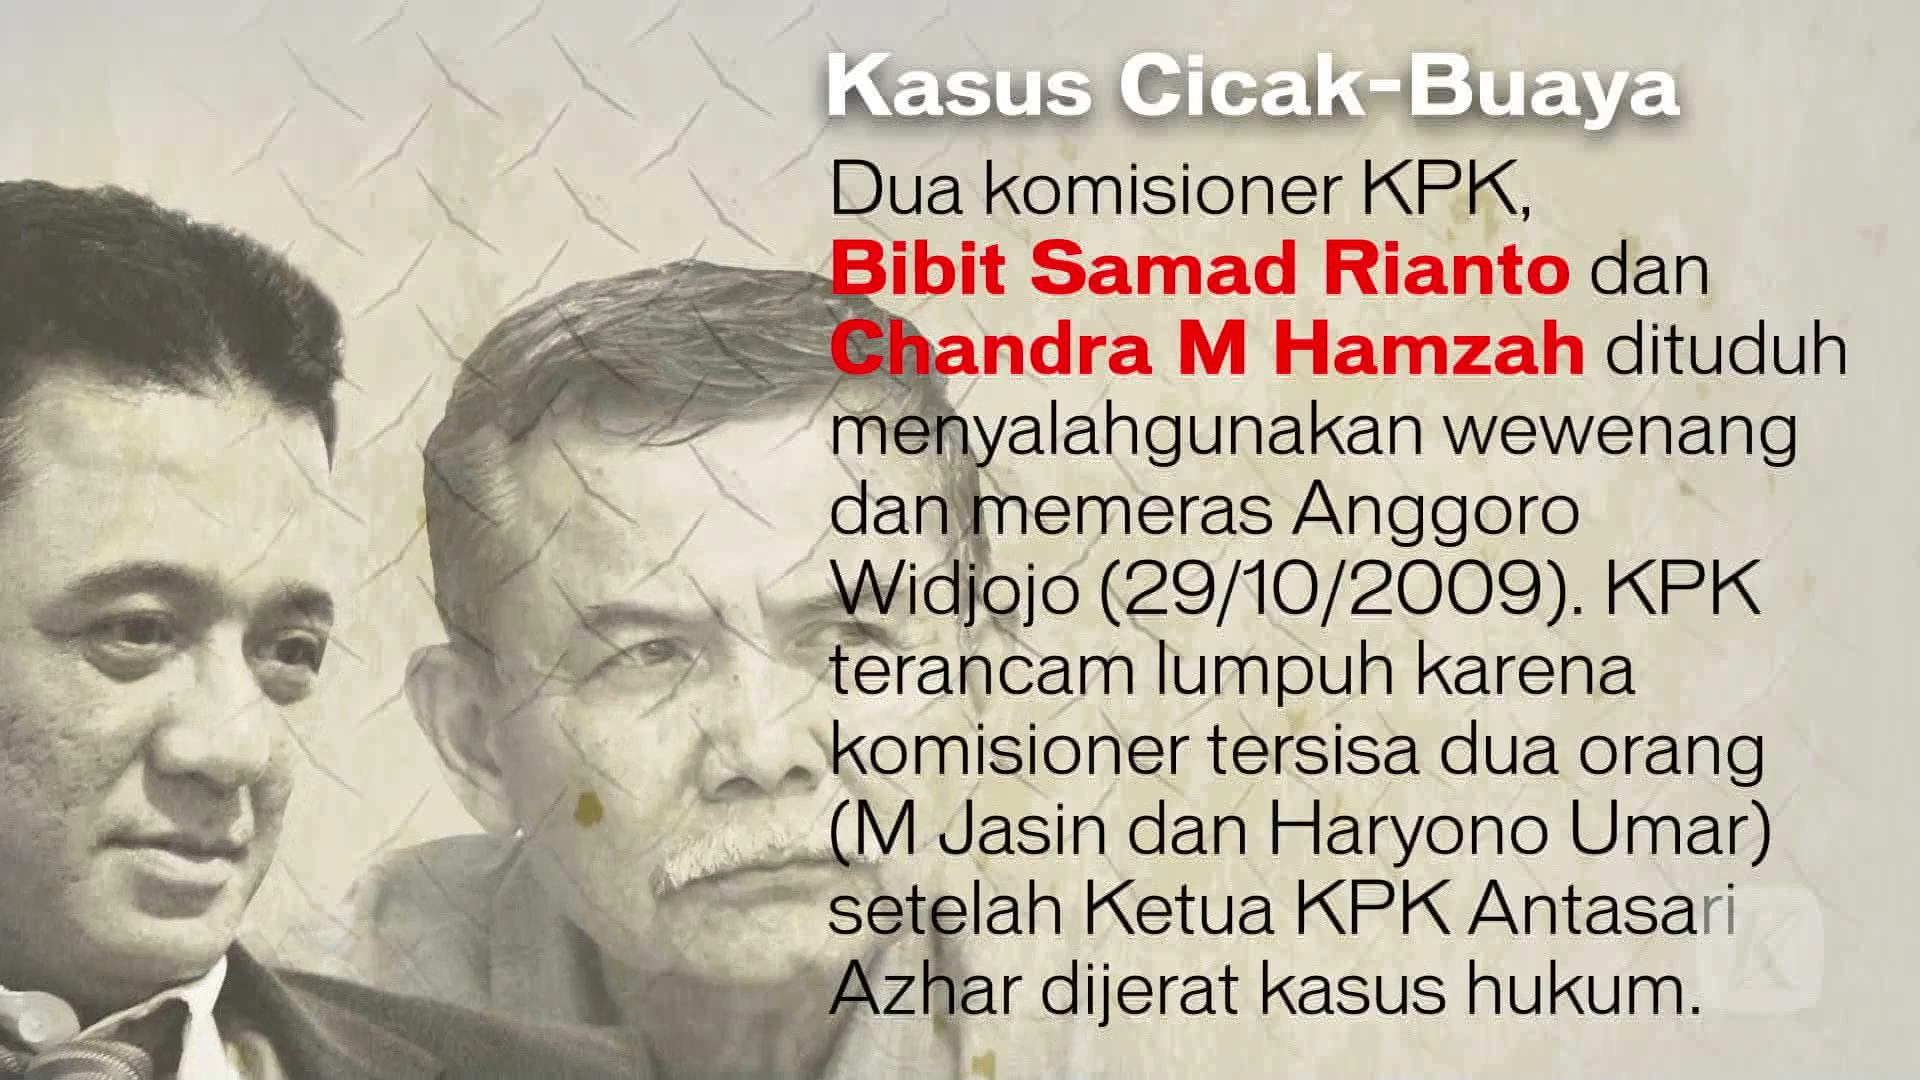 Kasus Cicak-Buaya
Dua komisioner KPK,
Bibit Samad Rianto dan
Chandra M Hamzah dituduh
menyalahgunakan wewenang
dan memeras Anggoro
Widjojo (29/10/2009). KPK
terancam lumpuh karena
komisioner tersisa dua orang
(M Jasin dan Haryono Umar)
setelah Ketua KPK Antasari
Azhar dijerat kasus hukum.
K